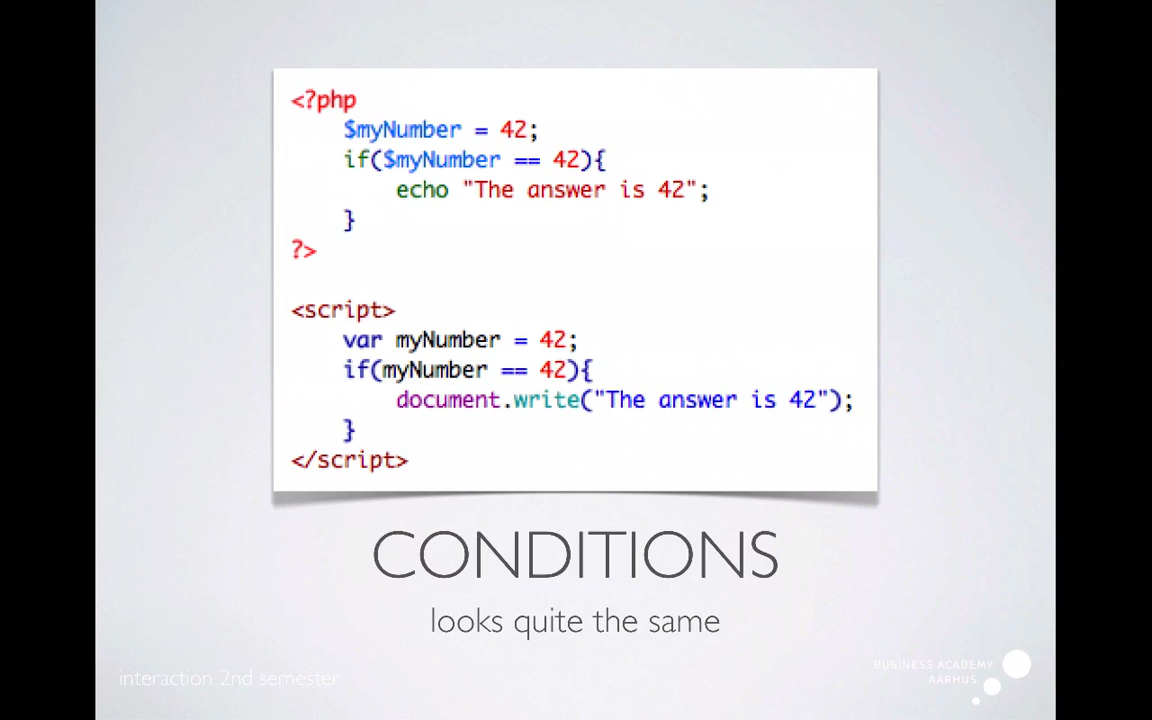 <?php
    $myNumber = 42;
    if($myNumber == 42){
        echo "The answer is 42";
    }
?>

<script>
    var myNumber = 42;
    if(myNumber == 42){
        document.write("The answer is 42");
    }
</script>
CONDITIONS
looks quite the same
interaction 2nd semester
BUSINESS ACADEMY
AARHUS